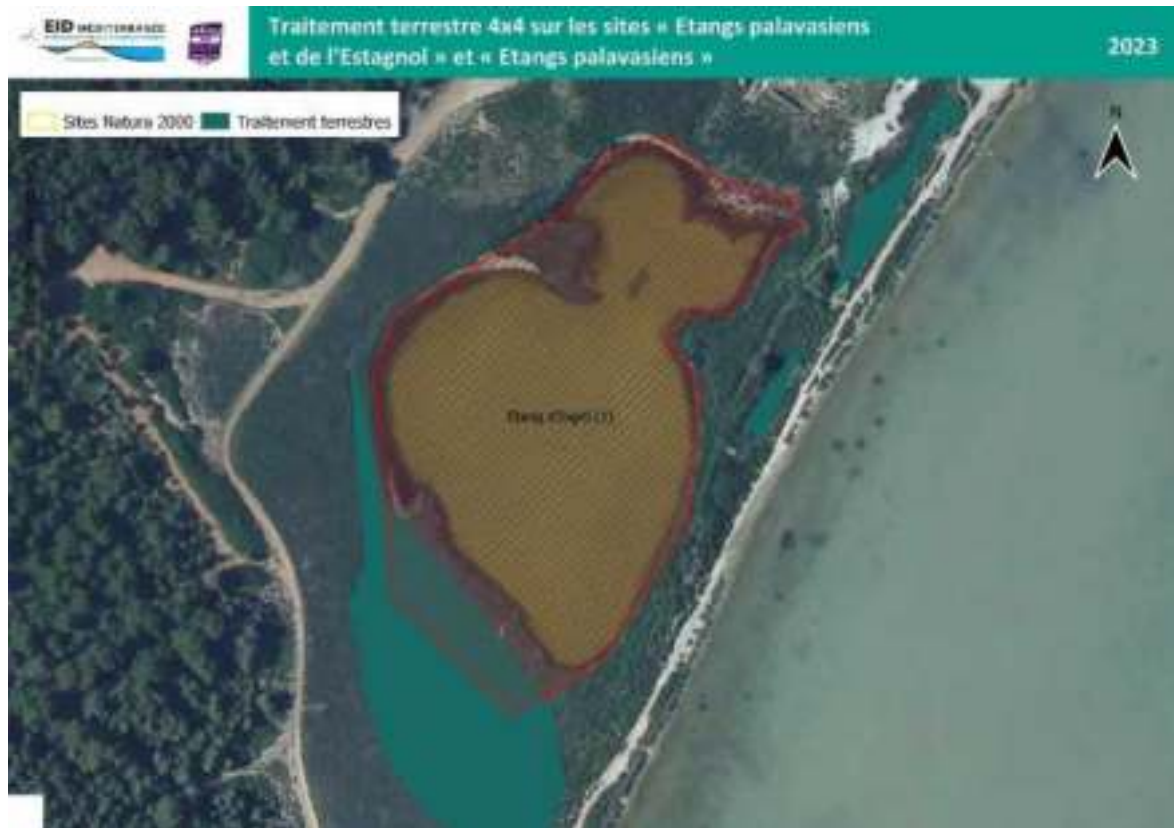 EID MEDITERRANEE
Traitement terrestre 4x4 sur les sites « Etangs palavasiens
et de l'Estagnol » et « Etangs palavasiens »
2023
Sites Natura 2000
Traitement terrestres
N
Etang